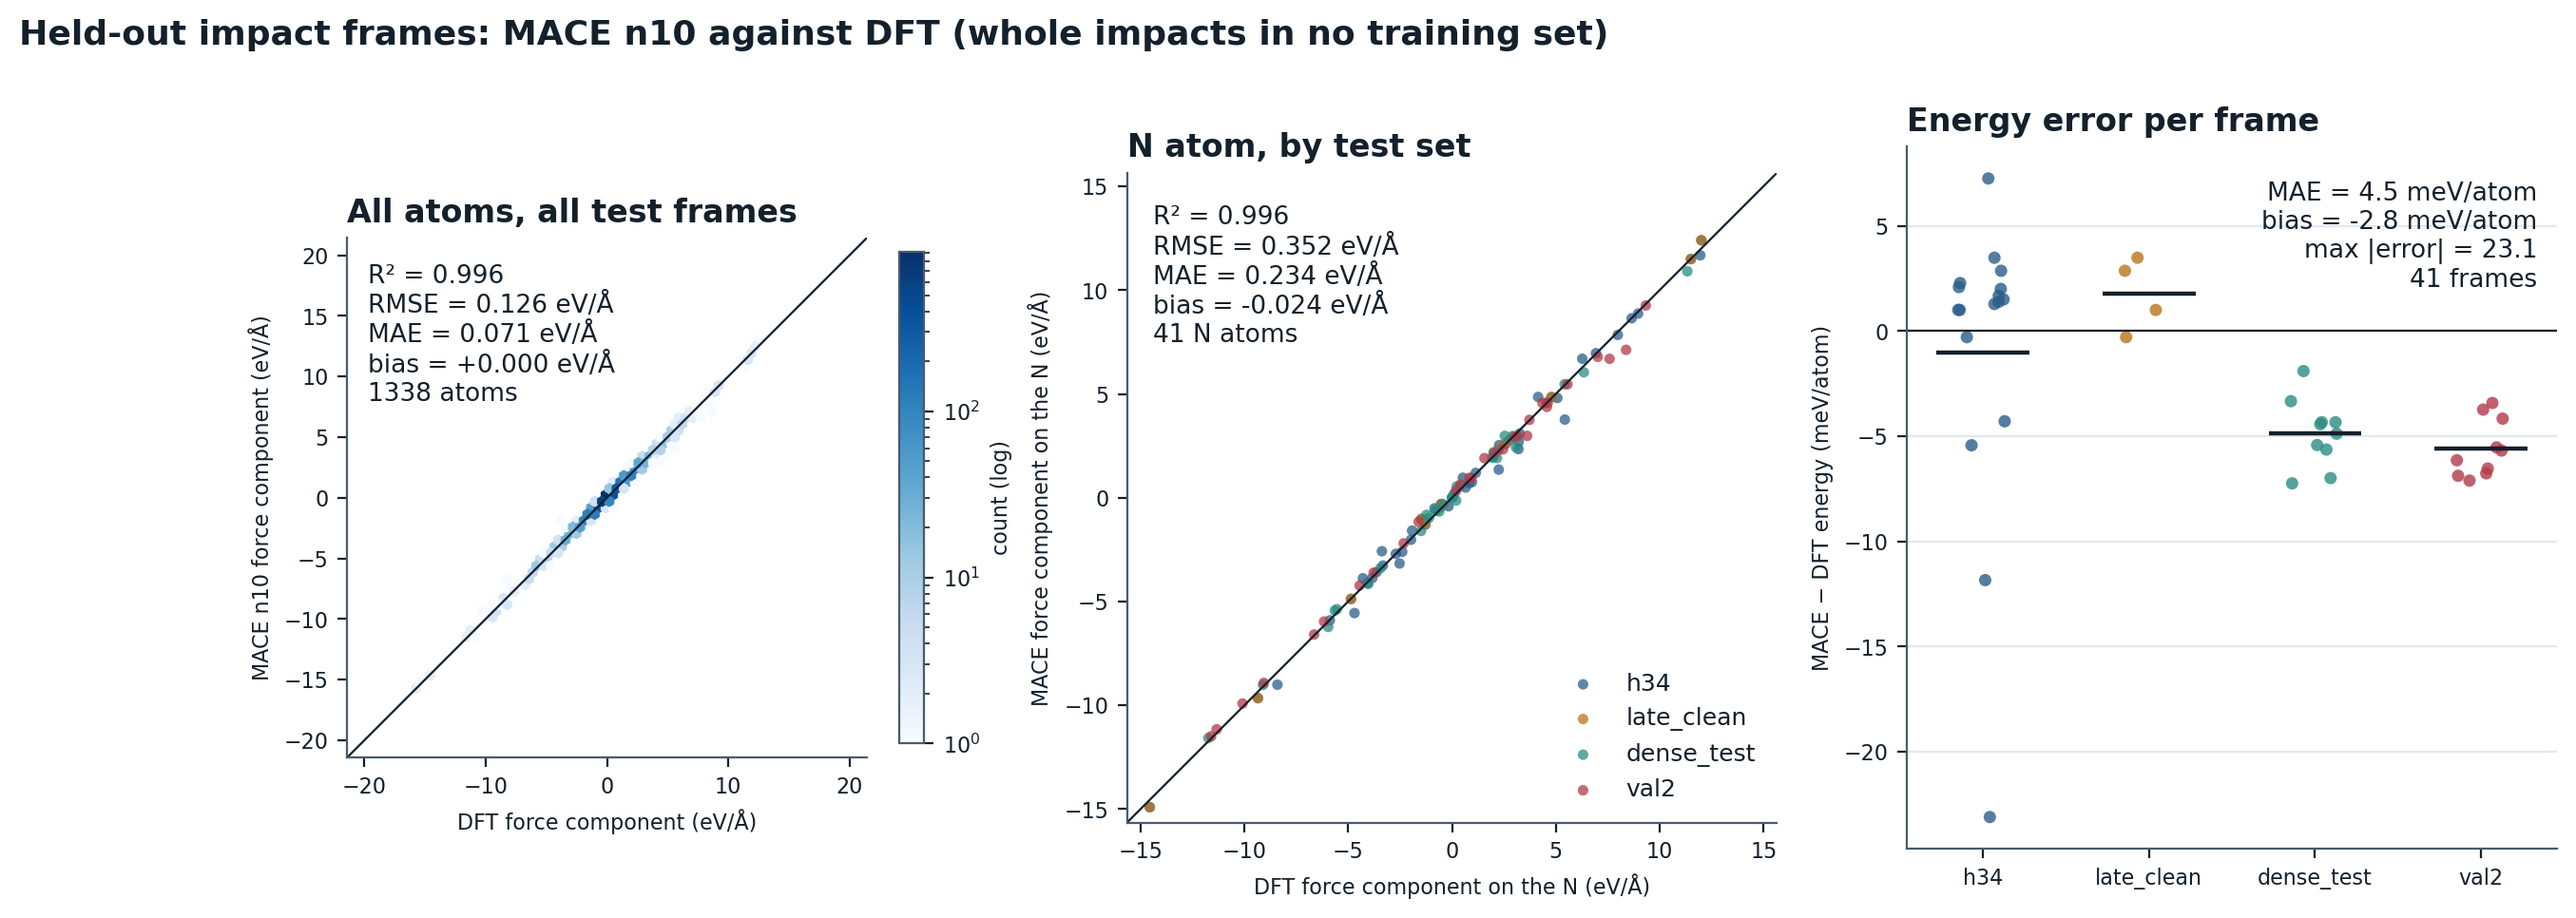 Held-out impact frames: MACE n10 against DFT (whole impacts in no training set)
All atoms, all test frames
R² = 0.996
RMSE = 0.126 eV/Å
MAE = 0.071 eV/Å
bias = +0.000 eV/Å
1338 atoms
MACE n10 force component (eV/Å)
20
15
10
5
0
−5
−10
−15
−20
−20
−10
0
10
20
DFT force component (eV/Å)
10²
10¹
10⁰
count (log)
N atom, by test set
R² = 0.996
RMSE = 0.352 eV/Å
MAE = 0.234 eV/Å
bias = -0.024 eV/Å
41 N atoms
MACE force component on the N (eV/Å)
15
10
5
0
−5
−10
−15
h34
late_clean
dense_test
val2
−15
−10
−5
0
5
10
15
DFT force component on the N (eV/Å)
Energy error per frame
MAE = 4.5 meV/atom
bias = -2.8 meV/atom
max |error| = 23.1
41 frames
MACE − DFT energy (meV/atom)
5
0
−5
−10
−15
−20
h34
late_clean
dense_test
val2